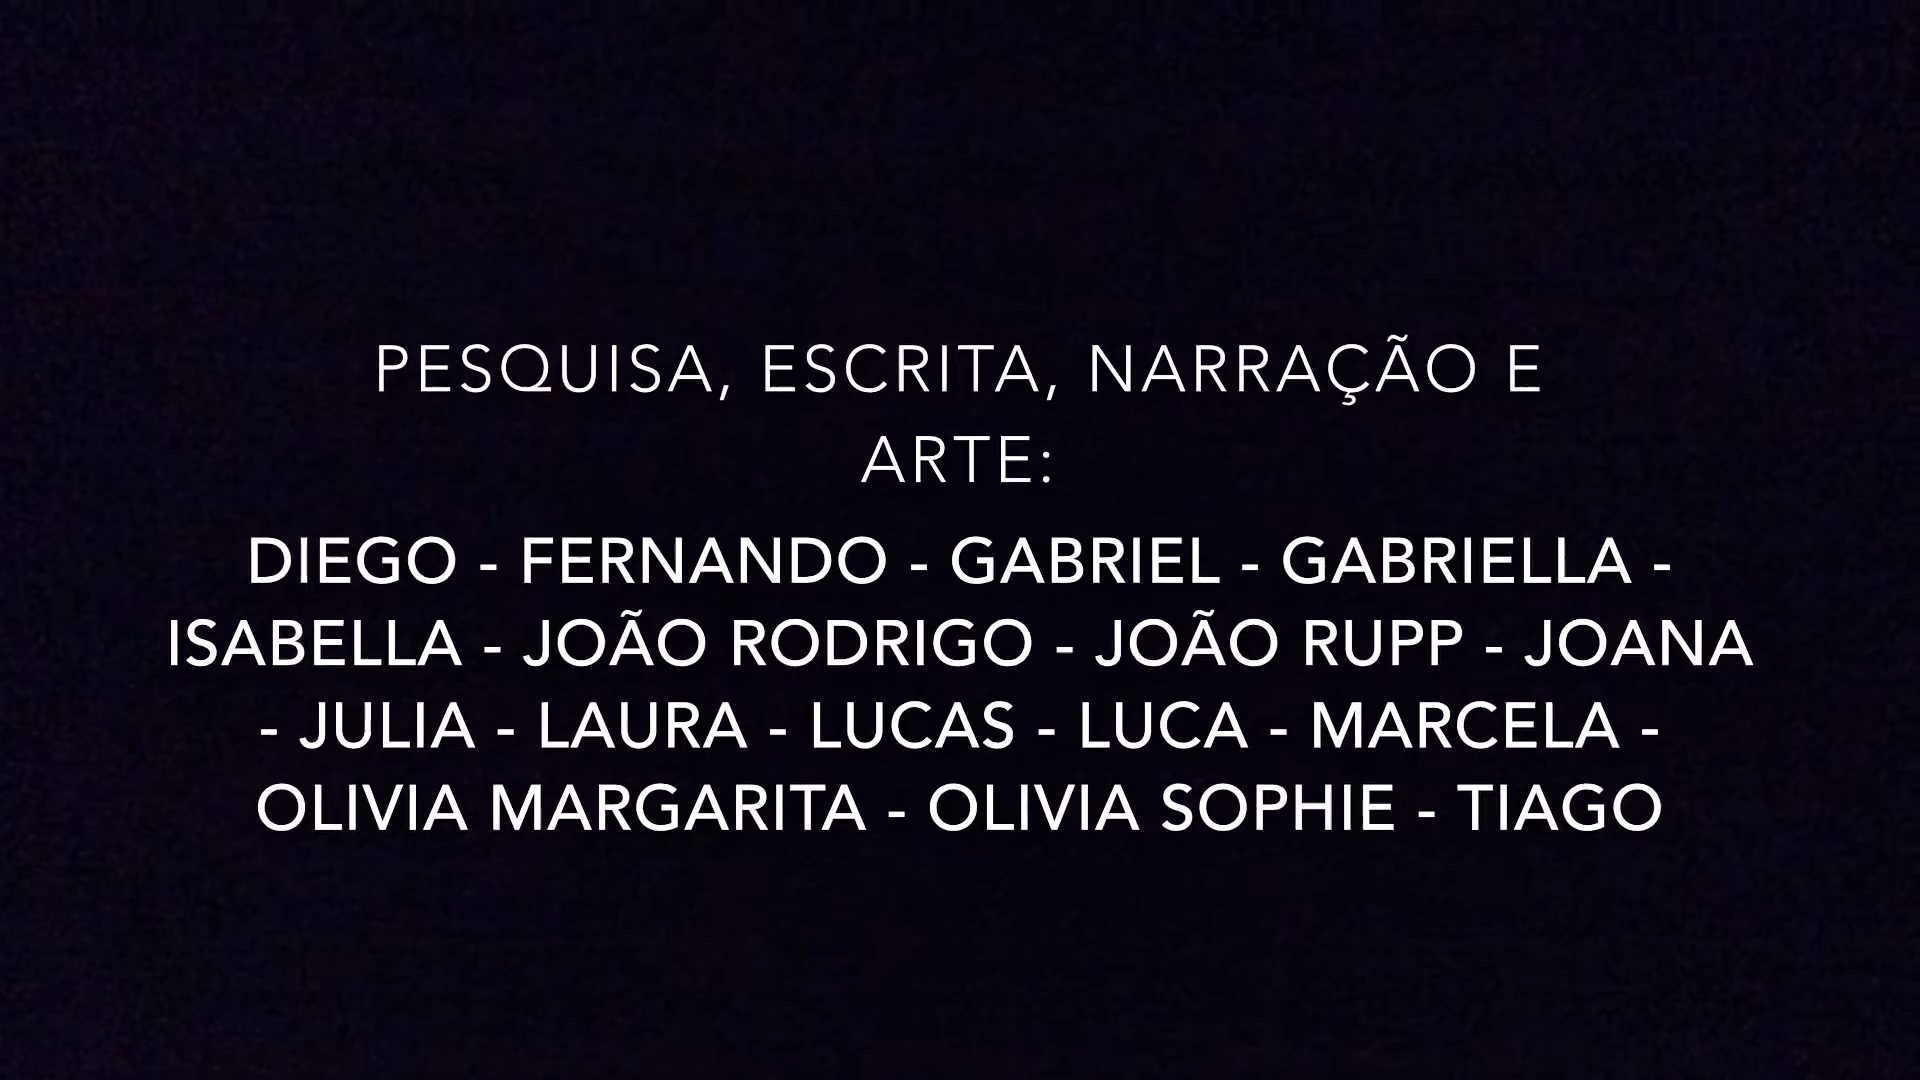 PESQUISA, ESCRITA, NARRAÇÃO E
ARTE:
DIEGO - FERNANDO - GABRIEL - GABRIELLA -
ISABELLA - JOÃO RODRIGO - JOÃO RUPP - JOANA
- JULIA - LAURA - LUCAS - LUCA - MARCELA -
OLIVIA MARGARITA - OLIVIA SOPHIE - TIAGO